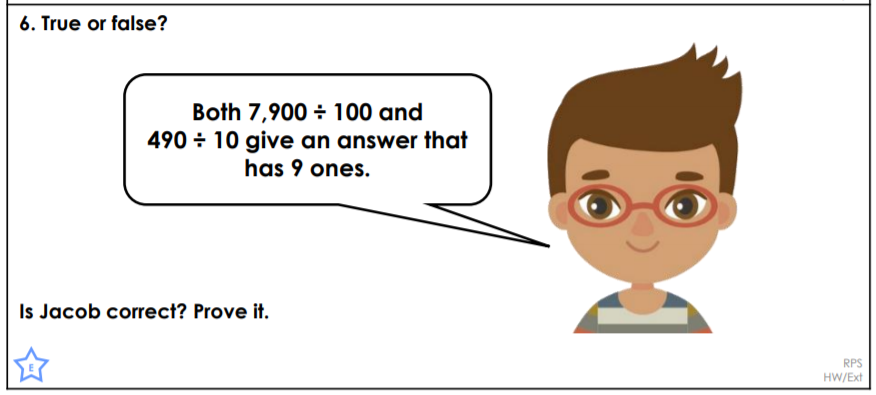 6. True or false?
Both 7,900 ÷ 100 and
490 ÷ 10 give an answer that
has 9 ones.
Is Jacob correct? Prove it.
E
RPS
HW/Ext